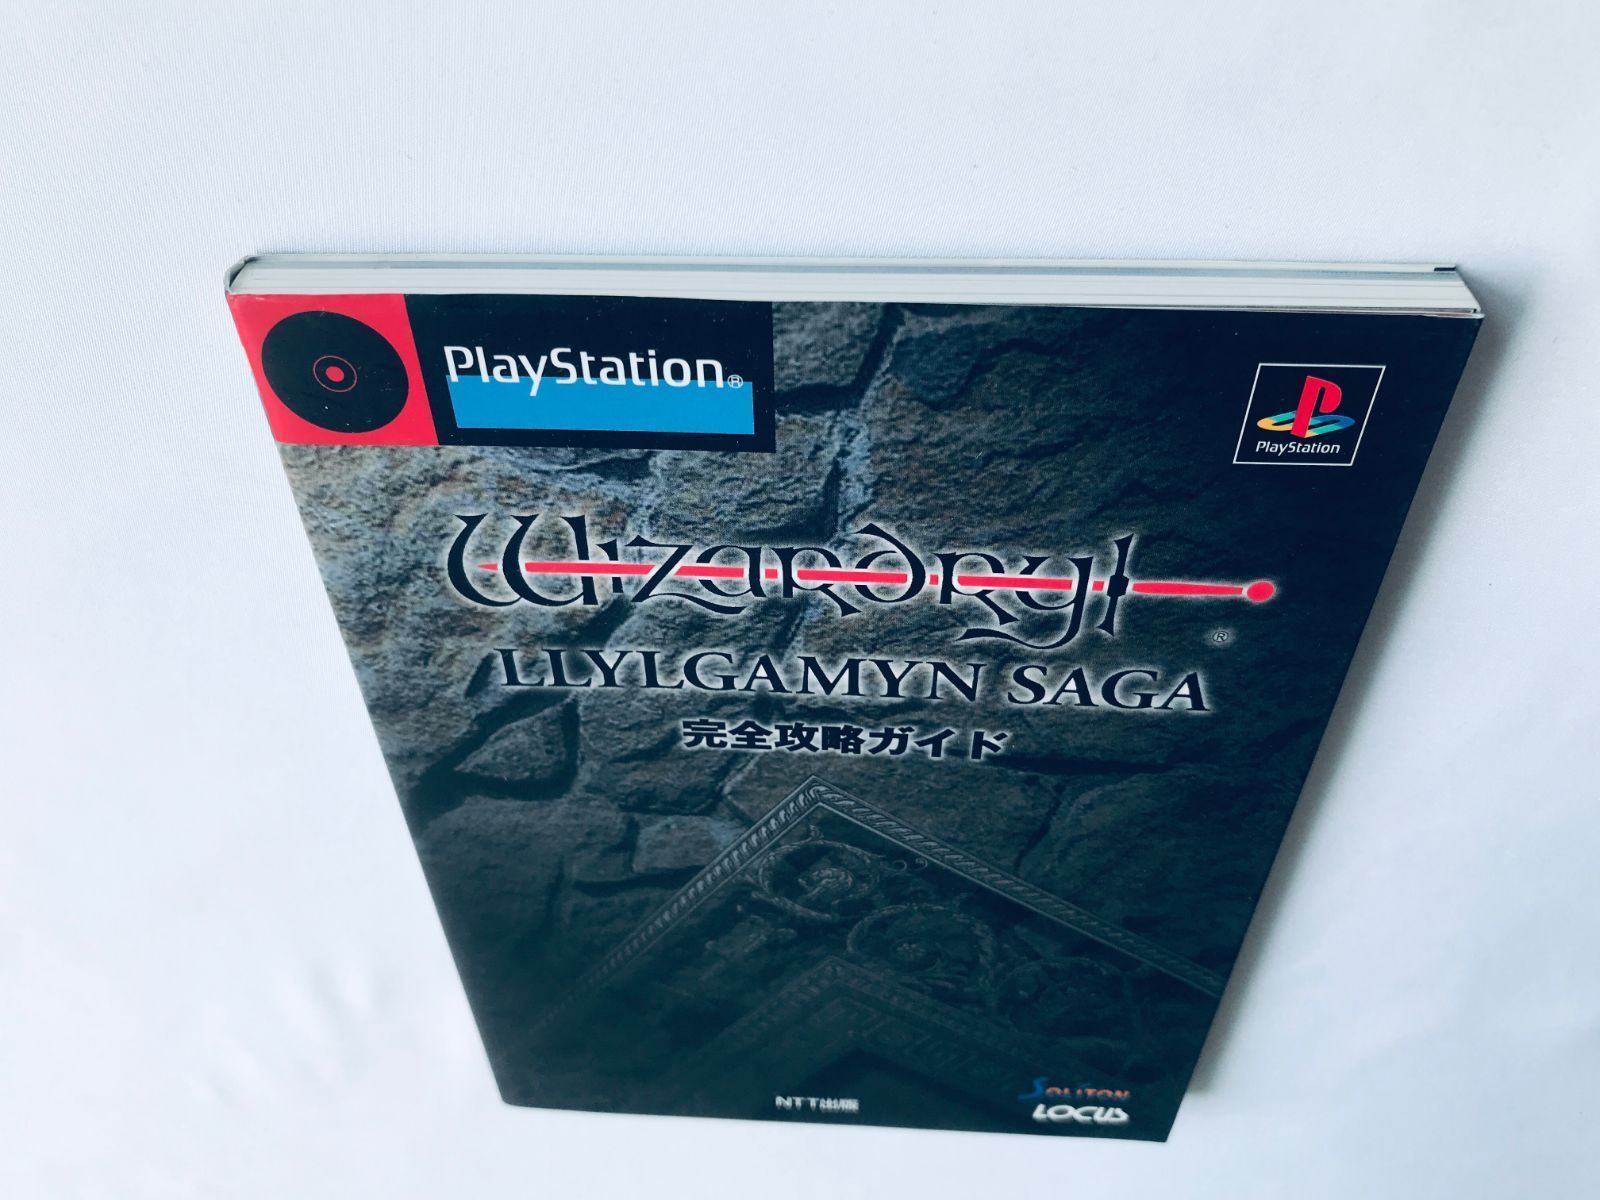 PlayStation®
PlayStation
Wizardry
®
LLYLGAMYN SAGA
完全攻略ガイド
NTT出版
SOLITON
LOCUS